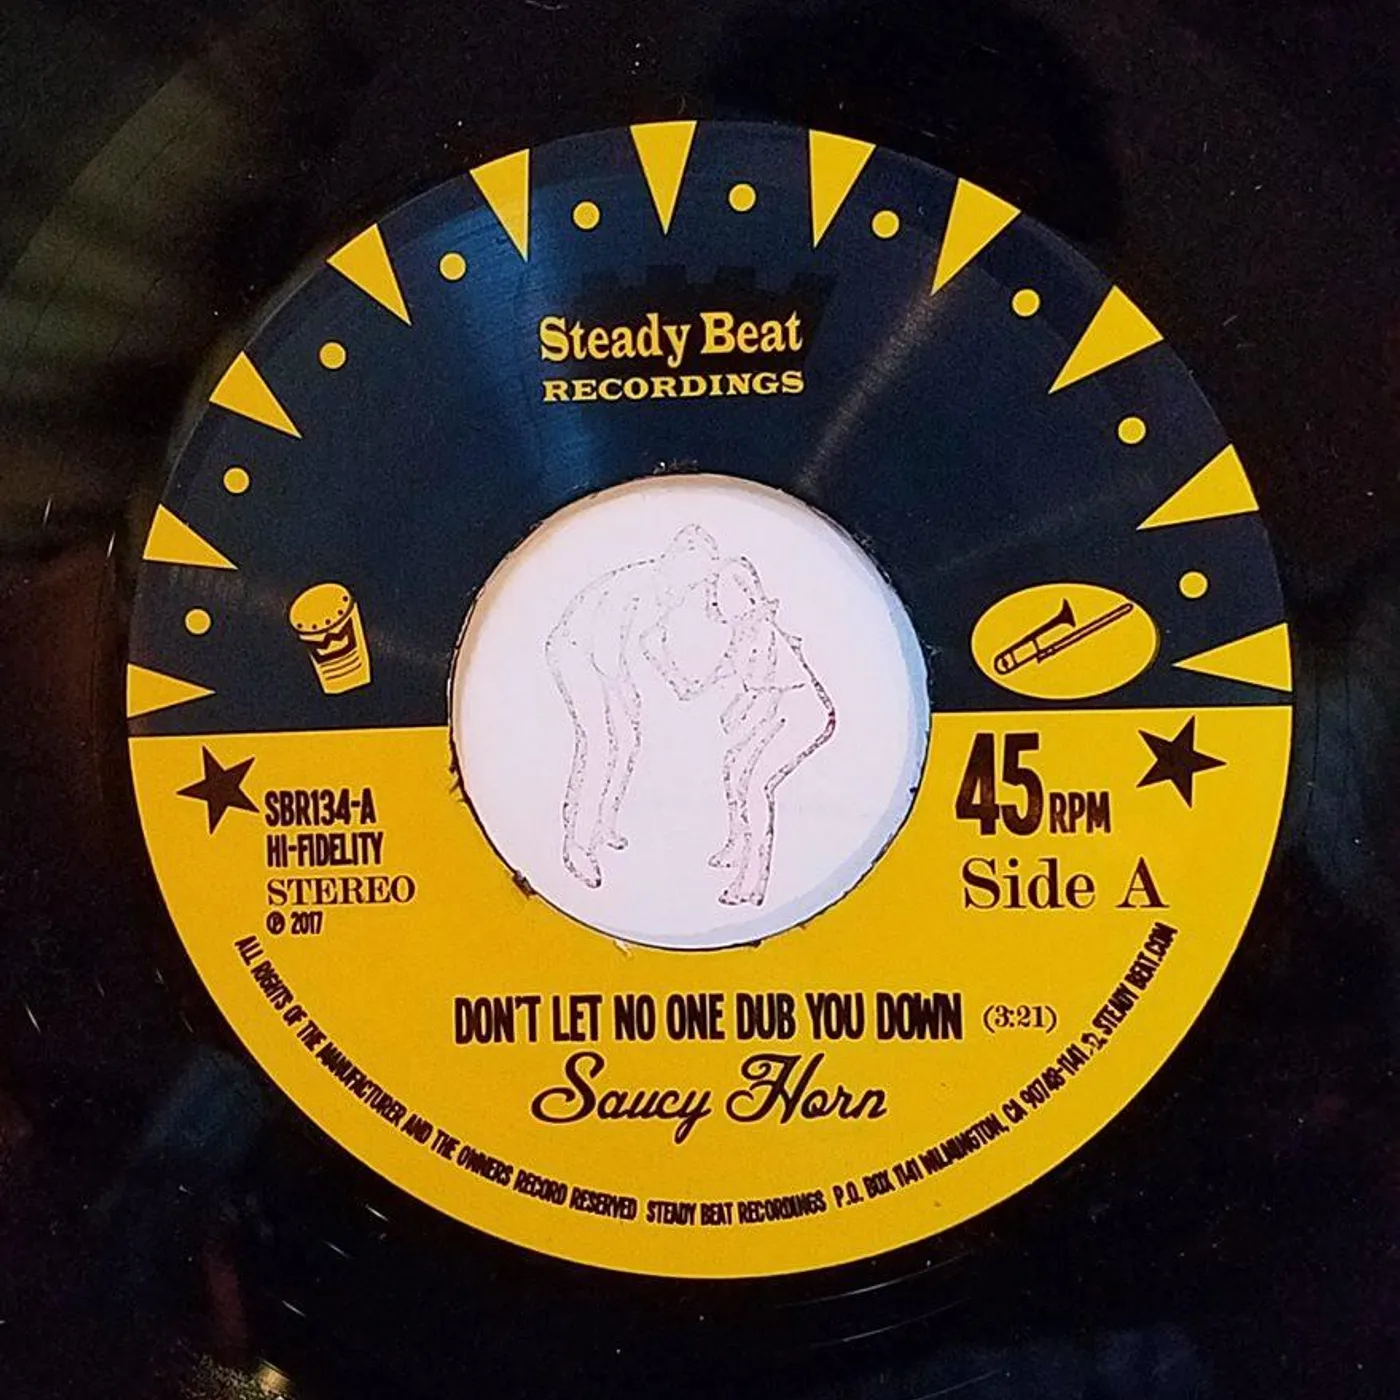 Steady Beat
RECORDINGS
SBR134-A
HI-FIDELITY
STEREO
℗ 2017
45 RPM
Side A
DON'T LET NO ONE DUB YOU DOWN (3:21)
Saucy Horn
ALL RIGHTS OF THE MANUFACTURER AND THE OWNERS RECORD RESERVED STEADY BEAT RECORDINGS P.O. BOX 1141 WILMINGTON, CA 90748-1141 STEADY BEAT.COM